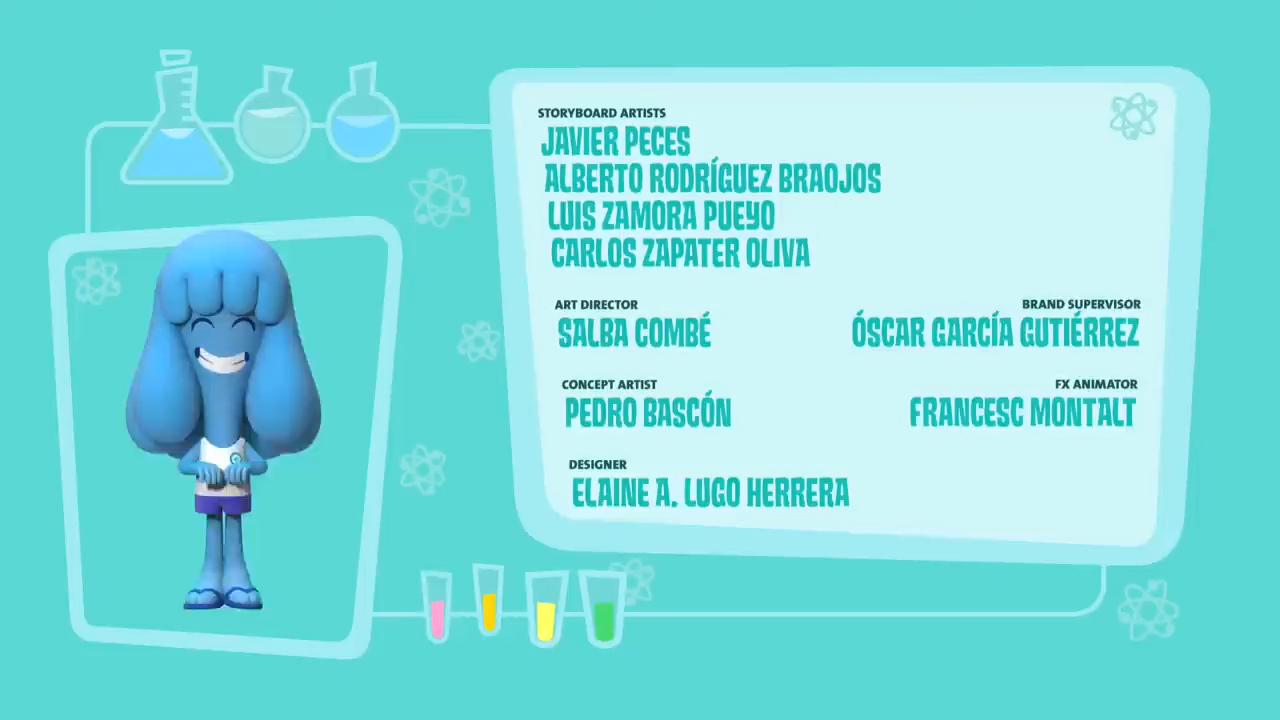 STORYBOARD ARTISTS
JAVIER PECES
ALBERTO RODRÍGUEZ BRAOJOS
LUIS ZAMORA PUEYO
CARLOS ZAPATER OLIVA
ART DIRECTOR
SALBA COMBÉ
BRAND SUPERVISOR
ÓSCAR GARCÍA GUTIÉRREZ
CONCEPT ARTIST
PEDRO BASCÓN
FX ANIMATOR
FRANCESC MONTALT
DESIGNER
ELAINE A. LUGO HERRERA